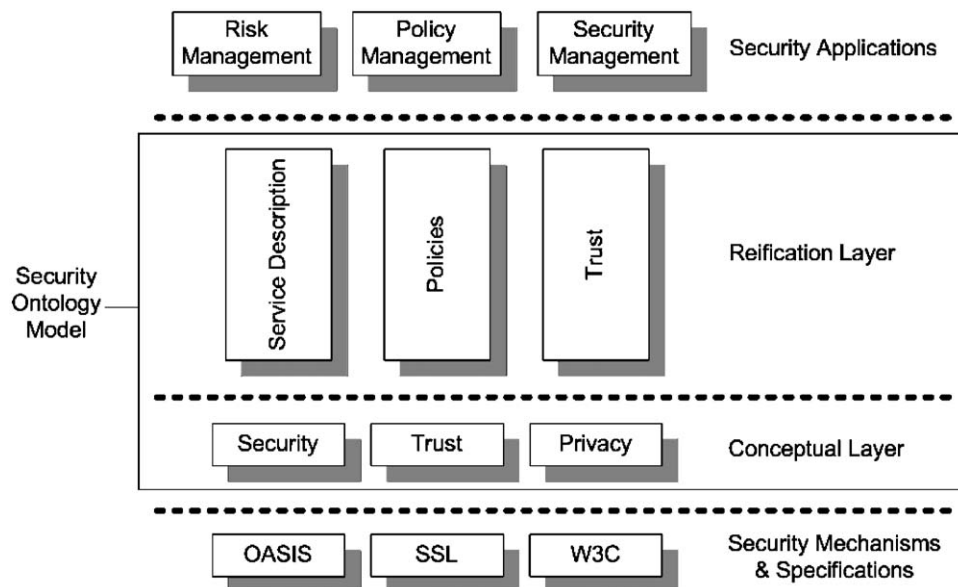 Risk
Management
Policy
Management
Security
Management
Security Applications
Service Description
Policies
Trust
Reification Layer
Security
Ontology
Model
Security
Trust
Privacy
Conceptual Layer
OASIS
SSL
W3C
Security Mechanisms
& Specifications